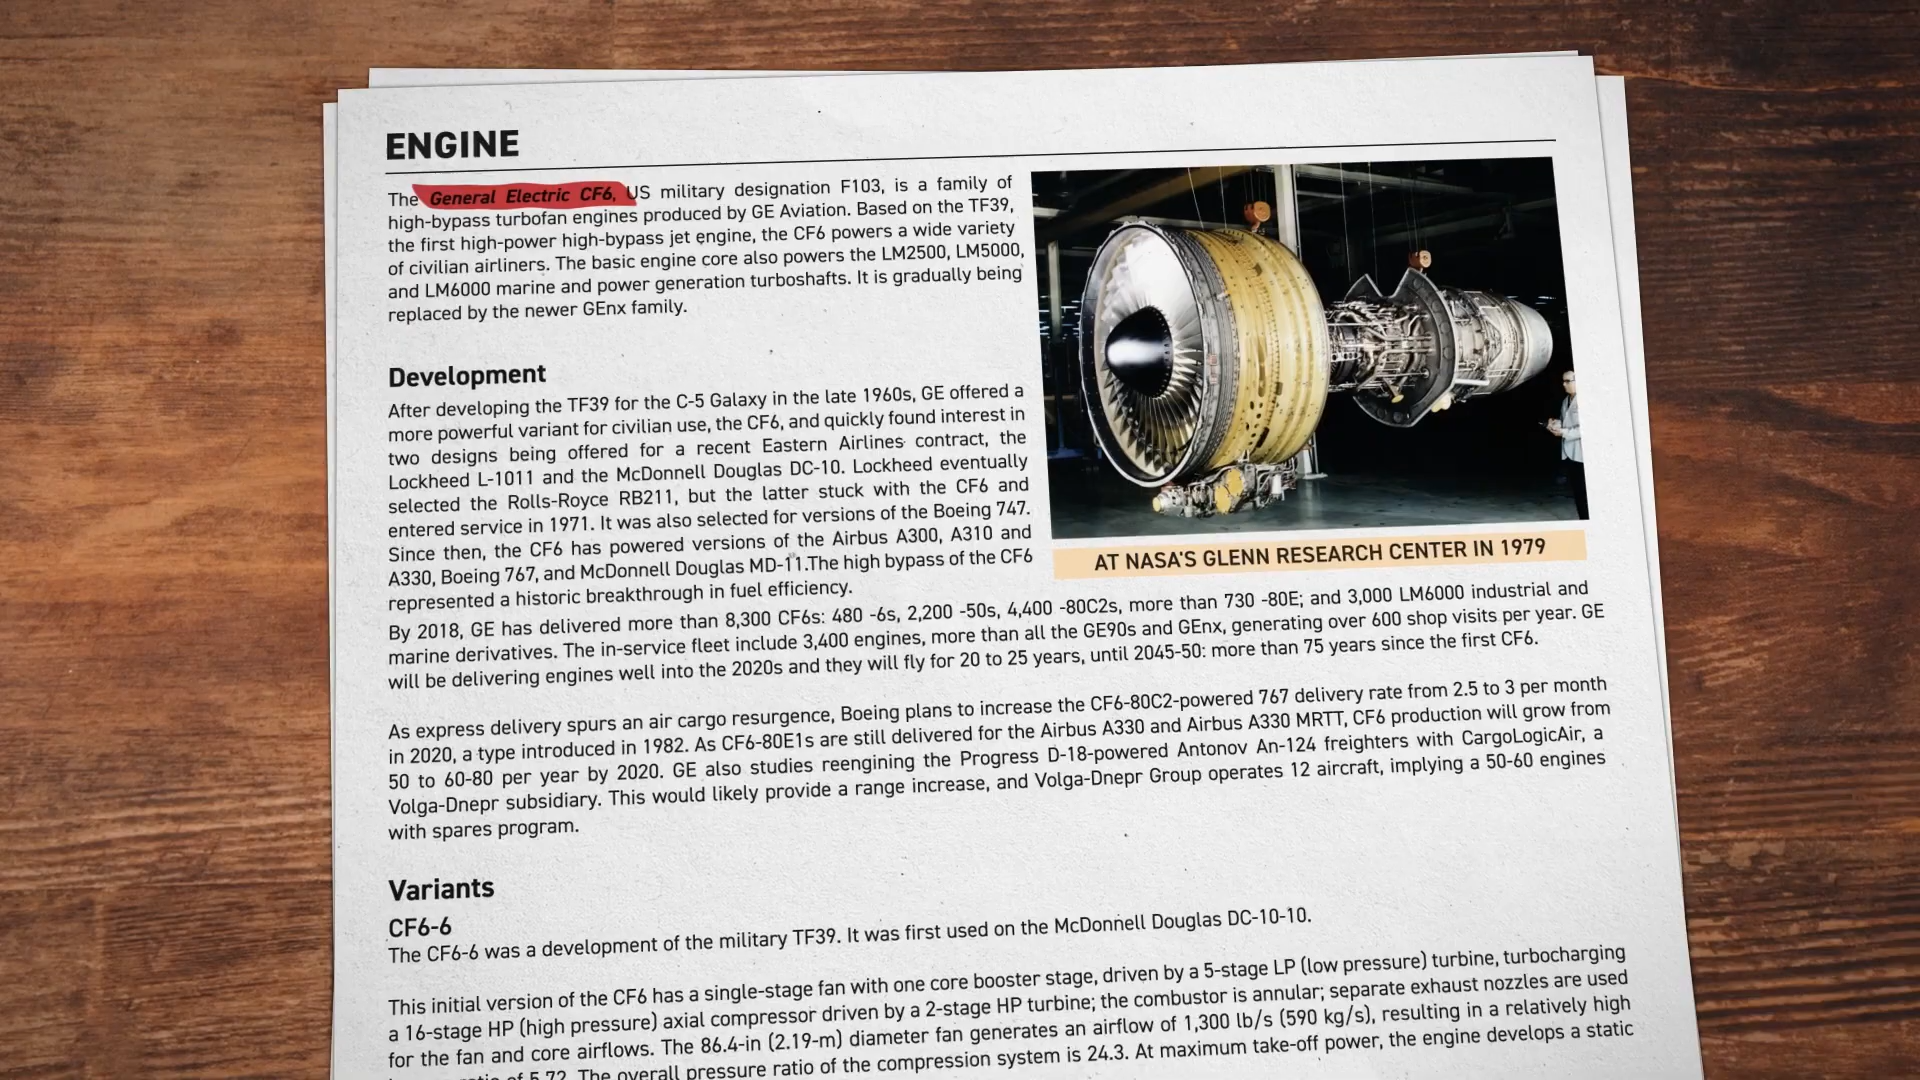 ENGINE
The General Electric CF6, US military designation F103, is a family of
high-bypass turbofan engines produced by GE Aviation. Based on the TF39,
the first high-power high-bypass jet engine, the CF6 powers a wide variety
of civilian airliners. The basic engine core also powers the LM2500, LM5000,
and LM6000 marine and power generation turboshafts. It is gradually being
replaced by the newer GEnx family.
Development
After developing the TF39 for the C-5 Galaxy in the late 1960s, GE offered a
more powerful variant for civilian use, the CF6, and quickly found interest in
two designs being offered for a recent Eastern Airlines contract, the
Lockheed L-1011 and the McDonnell Douglas DC-10. Lockheed eventually
selected the Rolls-Royce RB211, but the latter stuck with the CF6 and
entered service in 1971. It was also selected for versions of the Boeing 747.
Since then, the CF6 has powered versions of the Airbus A300, A310 and
A330, Boeing 767, and McDonnell Douglas MD-11.The high bypass of the CF6
represented a historic breakthrough in fuel efficiency.
AT NASA'S GLENN RESEARCH CENTER IN 1979
By 2018, GE has delivered more than 8,300 CF6s: 480 -6s, 2,200 -50s, 4,400 -80C2s, more than 730 -80E; and 3,000 LM6000 industrial and
marine derivatives. The in-service fleet include 3,400 engines, more than all the GE90s and GEnx, generating over 600 shop visits per year. GE
will be delivering engines well into the 2020s and they will fly for 20 to 25 years, until 2045-50: more than 75 years since the first CF6.
As express delivery spurs an air cargo resurgence, Boeing plans to increase the CF6-80C2-powered 767 delivery rate from 2.5 to 3 per month
in 2020, a type introduced in 1982. As CF6-80E1s are still delivered for the Airbus A330 and Airbus A330 MRTT, CF6 production will grow from
50 to 60-80 per year by 2020. GE also studies reengining the Progress D-18-powered Antonov An-124 freighters with CargoLogicAir, a
Volga-Dnepr subsidiary. This would likely provide a range increase, and Volga-Dnepr Group operates 12 aircraft, implying a 50-60 engines
with spares program.
Variants
CF6-6
The CF6-6 was a development of the military TF39. It was first used on the McDonnell Douglas DC-10-10.
This initial version of the CF6 has a single-stage fan with one core booster stage, driven by a 5-stage LP (low pressure) turbine, turbocharging
a 16-stage HP (high pressure) axial compressor driven by a 2-stage HP turbine; the combustor is annular; separate exhaust nozzles are used
for the fan and core airflows. The 86.4-in (2.19-m) diameter fan generates an airflow of 1,300 lb/s (590 kg/s), resulting in a relatively high
of 5.72. The overall pressure ratio of the compression system is 24.3. At maximum take-off power, the engine develops a static